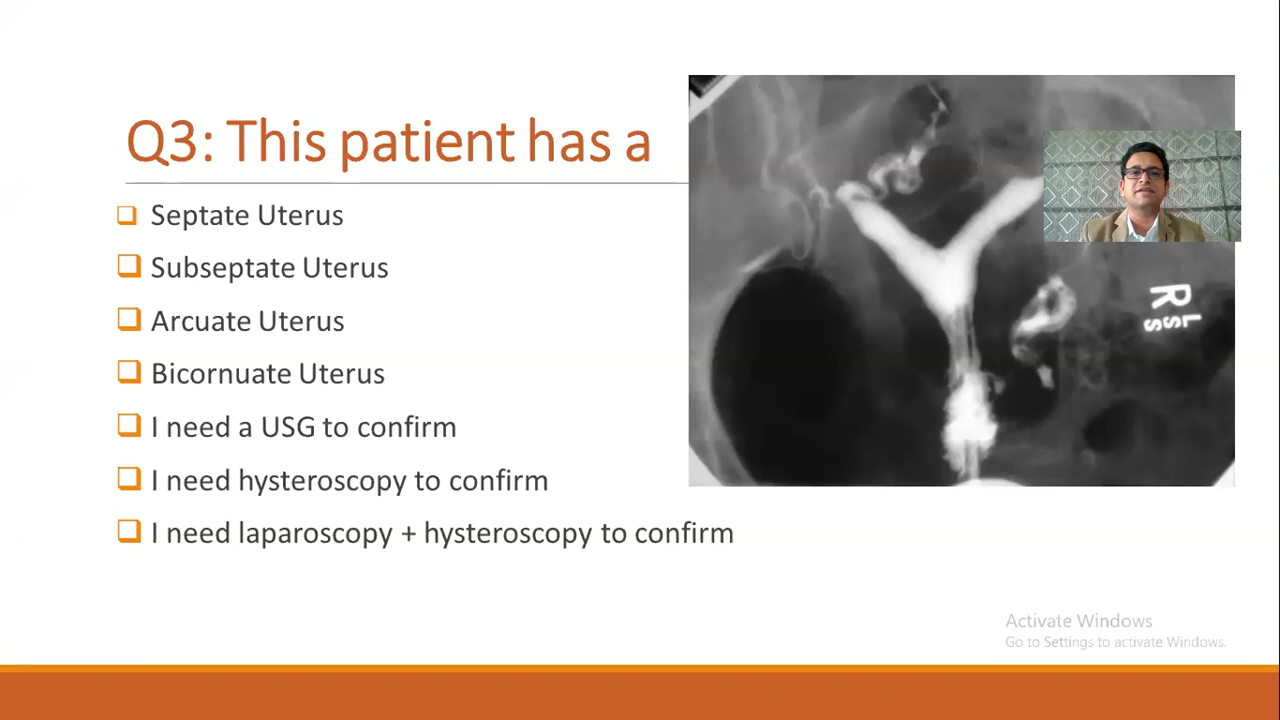 Q3: This patient has a
Septate Uterus
Subseptate Uterus
Arcuate Uterus
Bicornuate Uterus
I need a USG to confirm
I need hysteroscopy to confirm
I need laparoscopy + hysteroscopy to confirm
R
Ls
Activate Windows
Go to Settings to activate Windows.